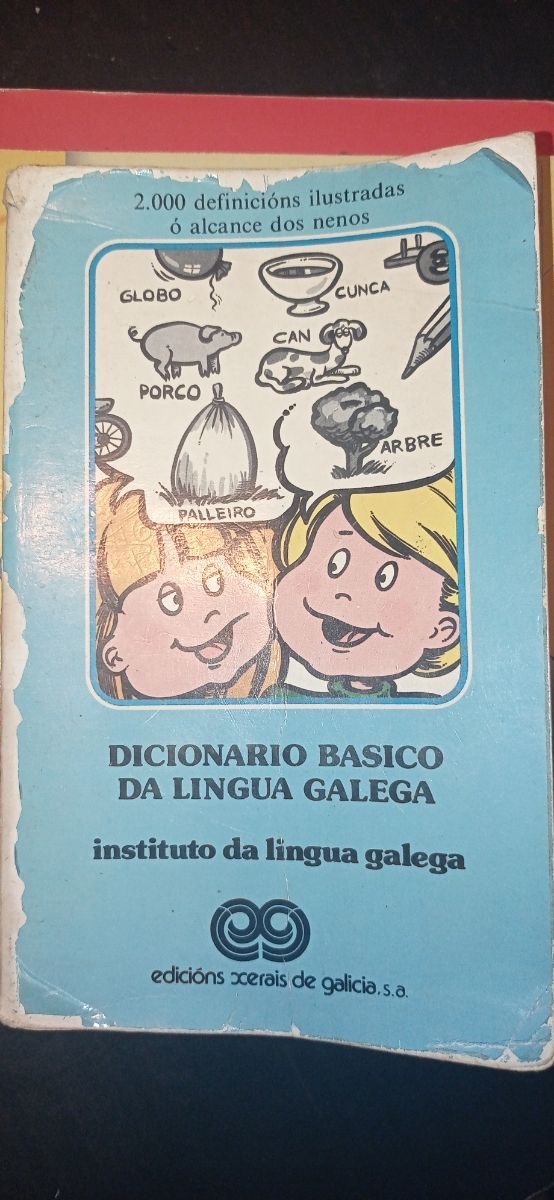 2.000 definicións ilustradas
ó alcance dos nenos
GLOBO
CUNCA
PORCO
CAN
PALLEIRO
ARBRE
DICIONARIO BASICO
DA LINGUA GALEGA
instituto da lingua galega
edicións xerais de galicia, s.a.